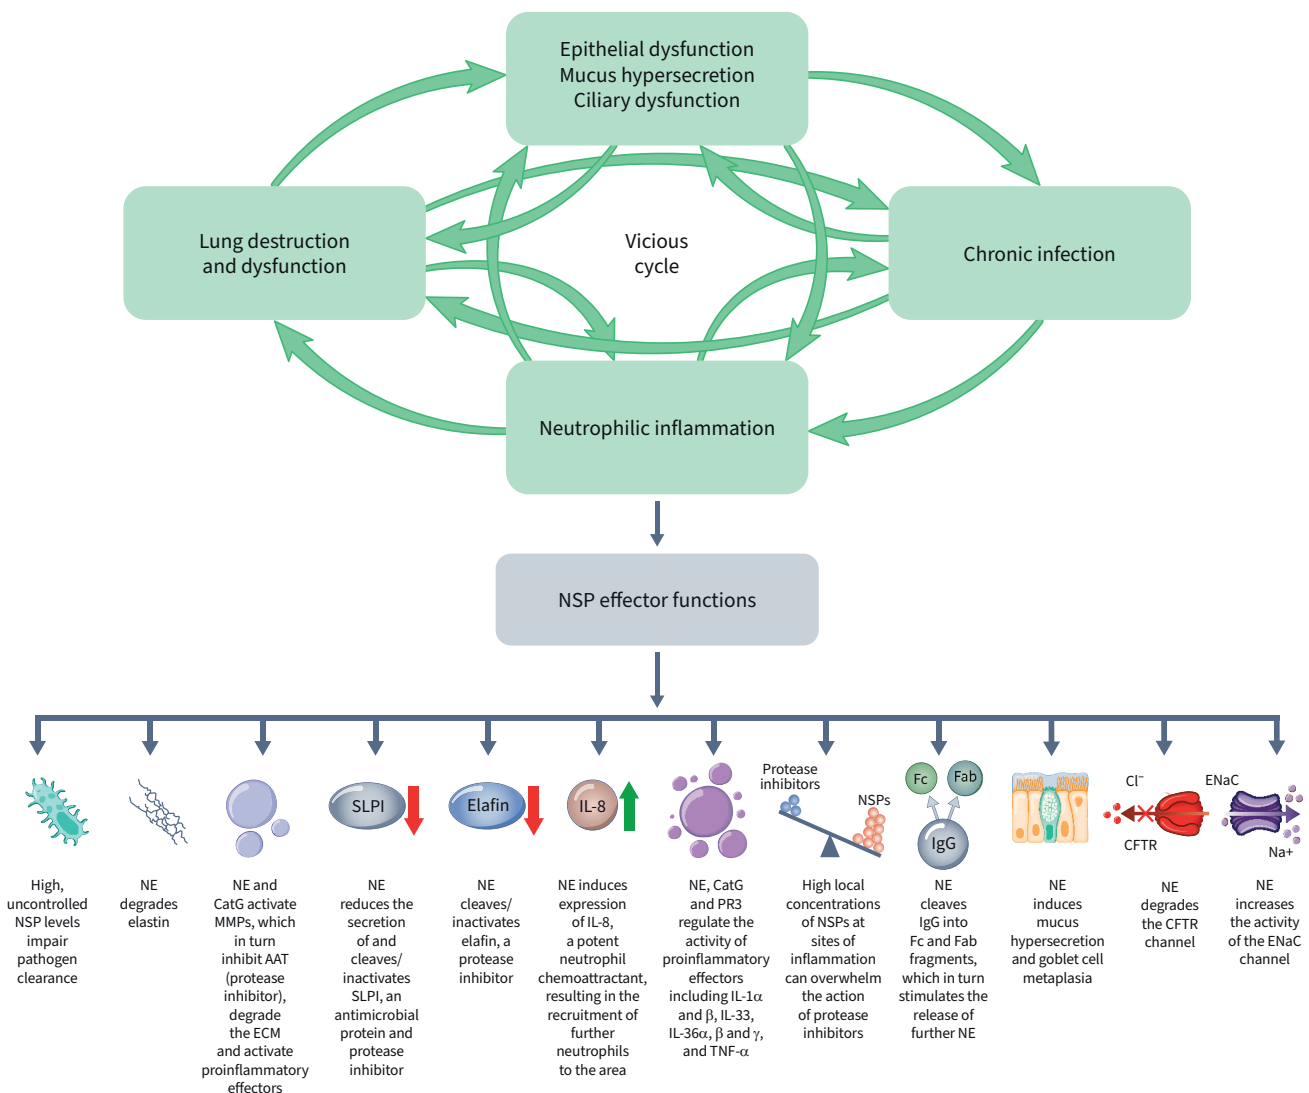 Epithelial dysfunction
Mucus hypersecretion
Ciliary dysfunction
Lung destruction
and dysfunction
Vicious
cycle
Chronic infection
Neutrophilic inflammation
NSP effector functions
SLPI
Elafin
IL-8
Protease
inhibitors
NSPs
Fc
Fab
IgG
Cl⁻
CFTR
ENaC
Na+
High,
uncontrolled
NSP levels
impair
pathogen
clearance
NE
degrades
elastin
NE and
CatG activate
MMPs, which
in turn
inhibit AAT
(protease
inhibitor),
degrade
the ECM
and activate
proinflammatory
effectors
NE
reduces the
secretion
of and
cleaves/
inactivates
SLPI, an
antimicrobial
protein and
protease
inhibitor
NE
cleaves/
inactivates
elafin, a
protease
inhibitor
NE induces
expression
of IL-8,
a potent
neutrophil
chemoattractant,
resulting in the
recruitment of
further
neutrophils
to the area
NE, CatG
and PR3
regulate the
activity of
proinflammatory
effectors
including IL-1α
and β, IL-33,
IL-36α, β and γ,
and TNF-α
High local
concentrations
of NSPs at
sites of
inflammation
can overwhelm
the action
of protease
inhibitors
NE
cleaves
IgG into
Fc and Fab
fragments,
which in turn
stimulates the
release of
further NE
NE
induces
mucus
hypersecretion
and goblet cell
metaplasia
NE
degrades
the CFTR
channel
NE
increases
the activity
of the ENaC
channel